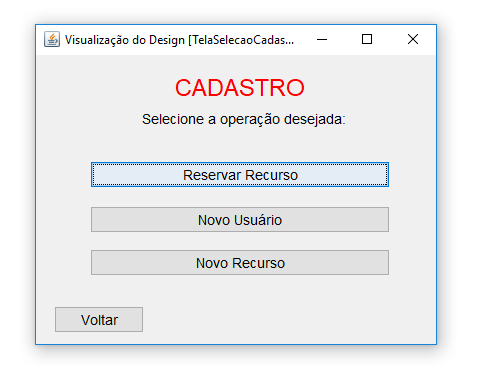 Visualização do Design [TelaSelecaoCadas...
CADASTRO
Selecione a operação desejada:
Reservar Recurso
Novo Usuário
Novo Recurso
Voltar